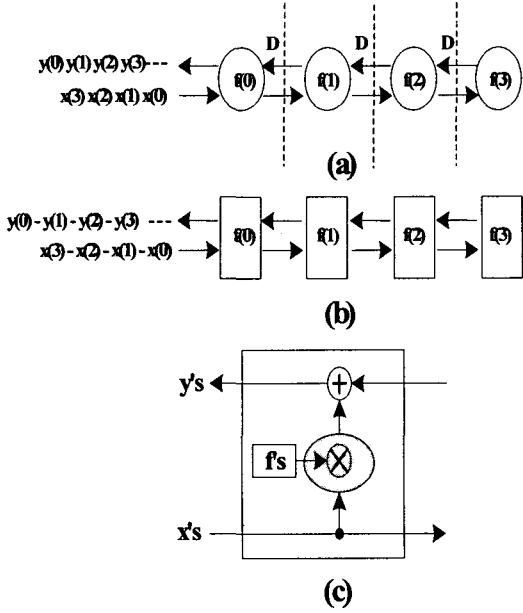 D D D
y(0) y(1) y(2) y(3) ---
x(3) x(2) x(1) x(0)
f(0) f(1) f(2) f(3)
(a)
y(0) - y(1) - y(2) - y(3) ---
x(3) - x(2) - x(1) - x(0)
f(0) f(1) f(2) f(3)
(b)
y's +
f's ×
x's
(c)